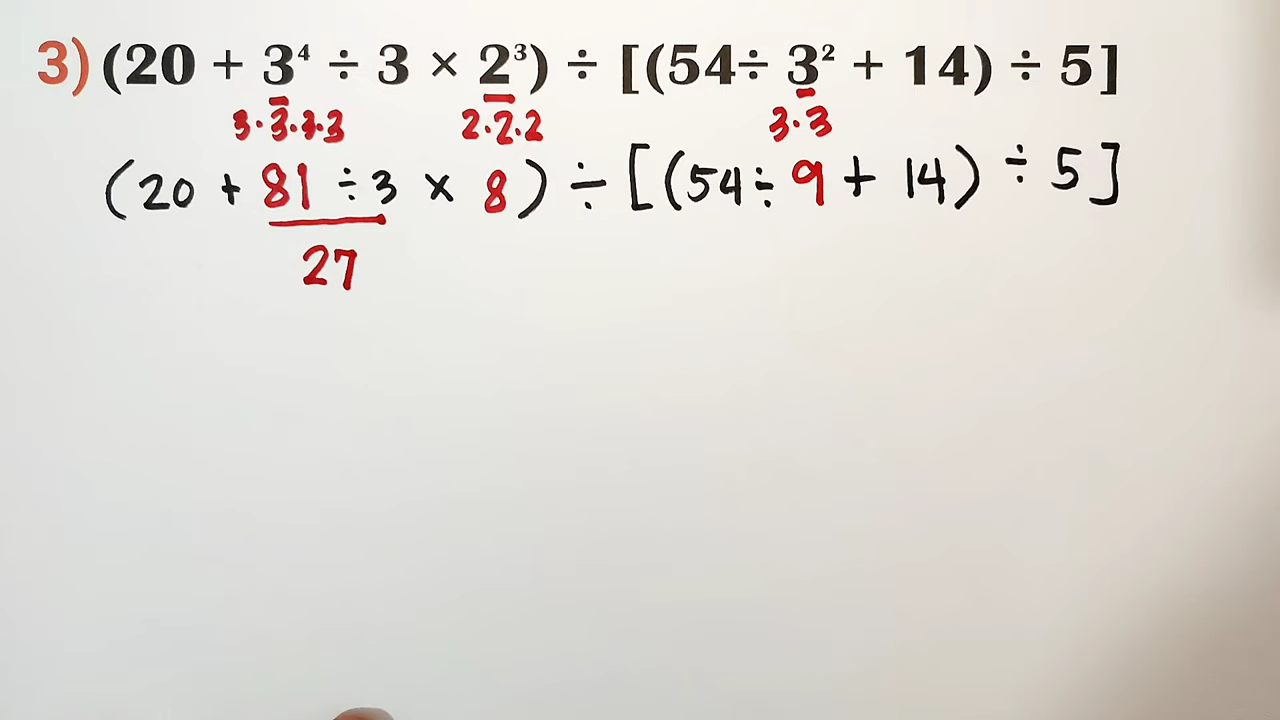 3) (20 + 3⁴ ÷ 3 × 2³) ÷ [(54÷ 3² + 14) ÷ 5]
3·3·3·3 2·2·2 3·3
(20 + 81 ÷3 × 8) ÷ [(54÷ 9 + 14) ÷ 5]
27